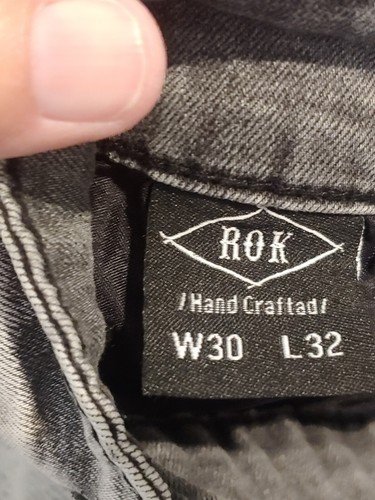 ROK
/Hand Craftad/
W30 L32